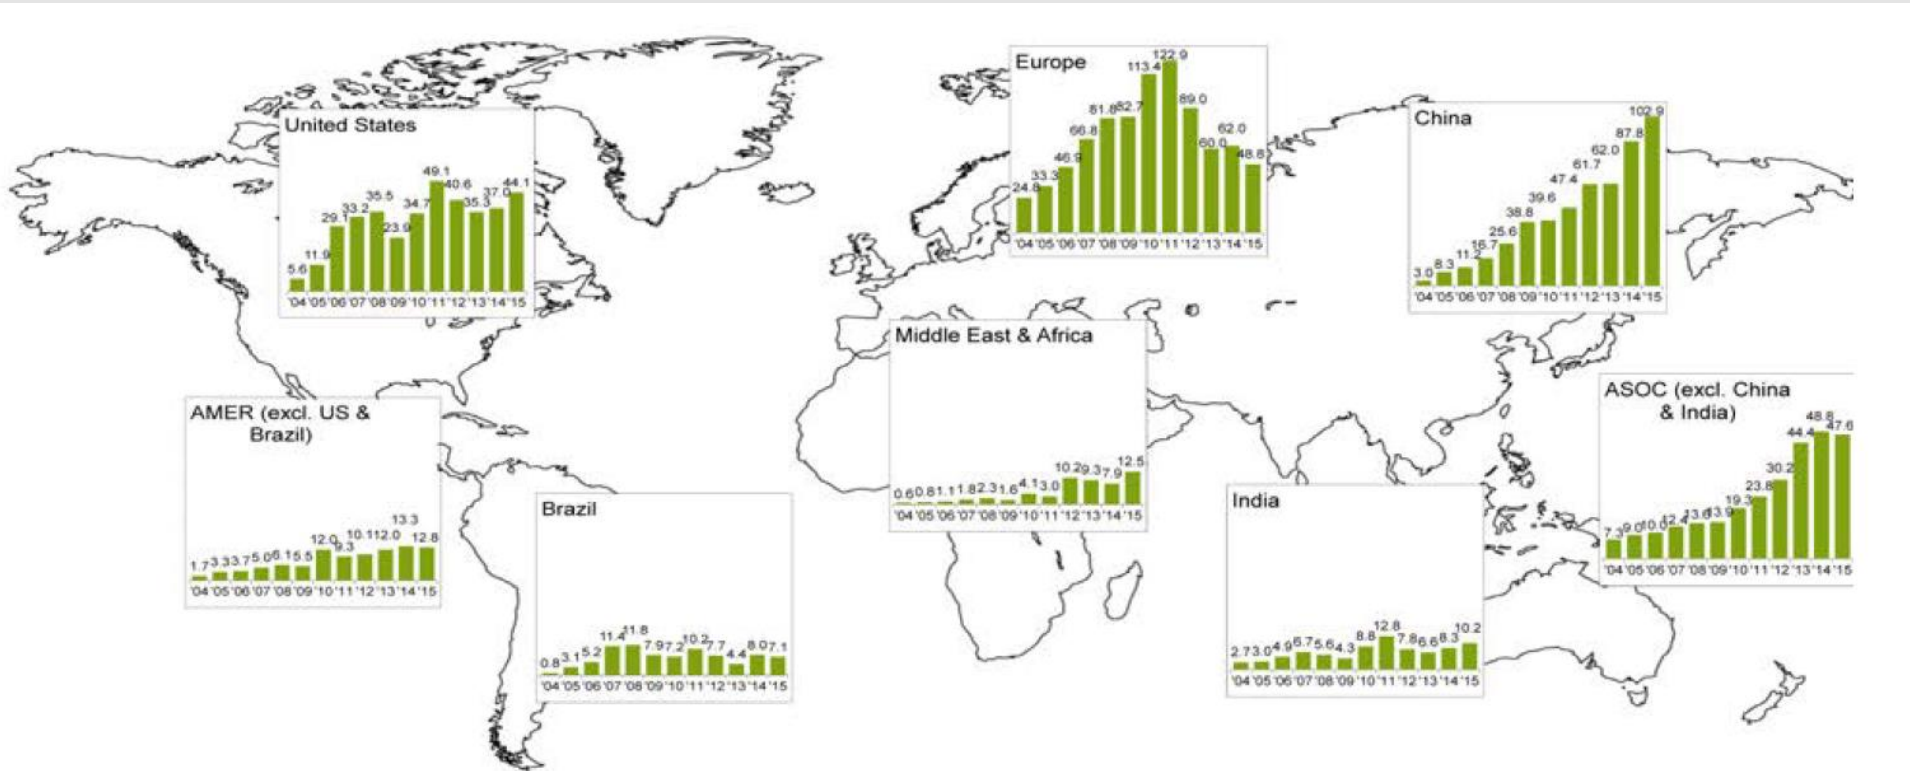 Europe
24.8 33.3 46.9 66.8 81.8 82.7 113.4 122.9 89.0 60.0 62.0 48.8
'04 '05 '06 '07 '08 '09 '10 '11 '12 '13 '14 '15
China
3.0 8.3 11.2 16.7 25.6 38.8 39.6 47.4 61.7 62.0 87.8 102.9
'04 '05 '06 '07 '08 '09 '10 '11 '12 '13 '14 '15
United States
5.6 11.9 29.1 33.2 35.5 23.9 34.7 49.1 40.6 35.3 37.0 44.1
'04 '05 '06 '07 '08 '09 '10 '11 '12 '13 '14 '15
Middle East & Africa
0.6 0.8 1.1 1.8 2.3 1.6 4.1 3.0 10.2 9.3 7.9 12.5
'04 '05 '06 '07 '08 '09 '10 '11 '12 '13 '14 '15
ASOC (excl. China
& India)
7.3 9.0 10.0 12.4 13.6 13.9 19.3 23.8 30.2 44.4 48.8 47.6
'04 '05 '06 '07 '08 '09 '10 '11 '12 '13 '14 '15
AMER (excl. US &
Brazil)
1.7 3.3 3.7 5.0 6.1 5.5 12.0 9.3 10.1 12.0 13.3 12.8
'04 '05 '06 '07 '08 '09 '10 '11 '12 '13 '14 '15
Brazil
0.8 3.1 5.2 11.4 11.8 7.9 7.2 10.2 7.7 4.4 8.0 7.1
'04 '05 '06 '07 '08 '09 '10 '11 '12 '13 '14 '15
India
2.7 3.0 4.9 6.7 5.6 4.3 8.8 12.8 7.8 6.6 8.3 10.2
'04 '05 '06 '07 '08 '09 '10 '11 '12 '13 '14 '15